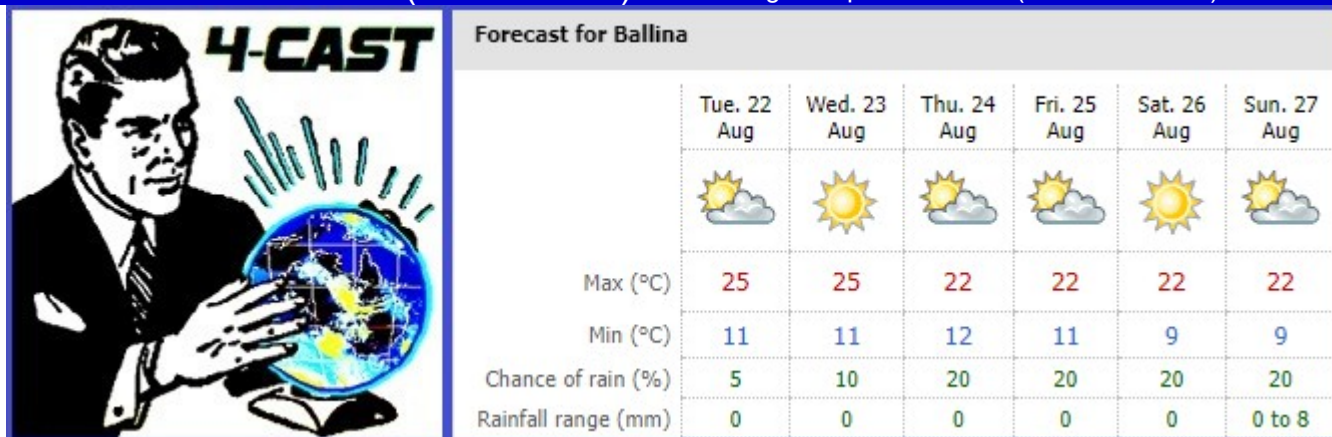 4-CAST
Forecast for Ballina
Tue. 22 Wed. 23 Thu. 24 Fri. 25 Sat. 26 Sun. 27
Aug Aug Aug Aug Aug Aug
Max (°C) 25 25 22 22 22 22
Min (°C) 11 11 12 11 9 9
Chance of rain (%) 5 10 20 20 20 20
Rainfall range (mm) 0 0 0 0 0 0 to 8